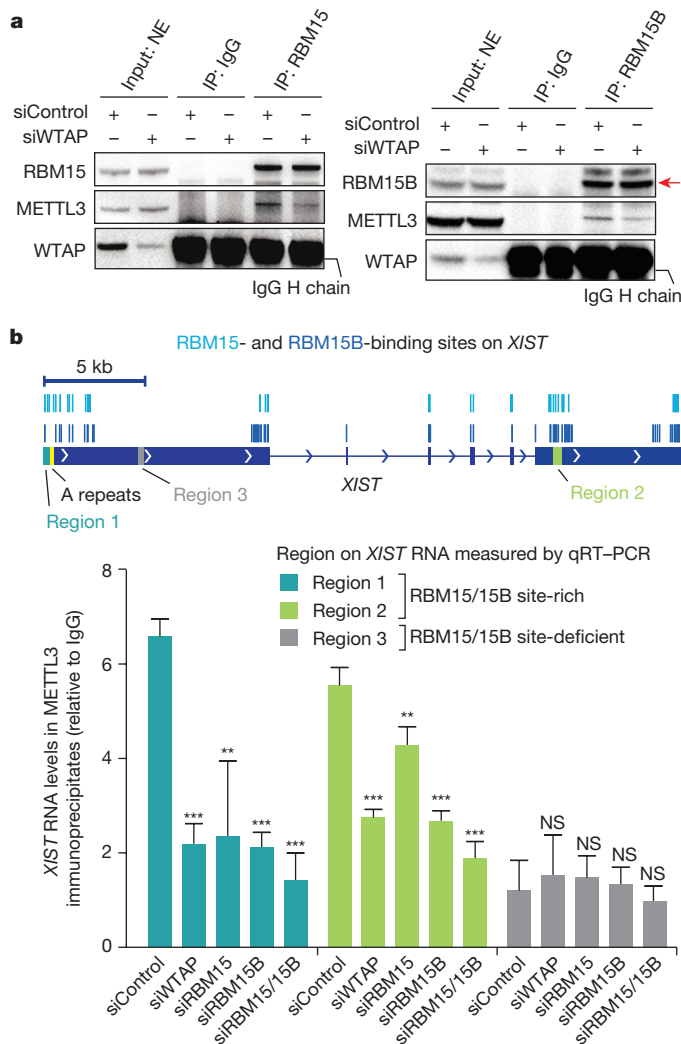 a
Input: NE
IP: IgG
IP: RBM15
siControl + – + – + –
siWTAP – + – + – +
RBM15
METTL3
WTAP
IgG H chain
Input: NE
IP: IgG
IP: RBM15B
siControl + – + – + –
siWTAP – + – + – +
RBM15B
METTL3
WTAP
IgG H chain
b
RBM15- and RBM15B-binding sites on XIST
5 kb
A repeats
Region 3
XIST
Region 2
Region 1
Region on XIST RNA measured by qRT–PCR
Region 1
Region 2
RBM15/15B site-rich
Region 3
RBM15/15B site-deficient
XIST RNA levels in METTL3
immunoprecipitates (relative to IgG)
8
6
4
2
0
***
**
***
***
***
**
***
***
NS
NS
NS
NS
siControl
siWTAP
siRBM15
siRBM15B
siRBM15/15B
siControl
siWTAP
siRBM15
siRBM15B
siRBM15/15B
siControl
siWTAP
siRBM15
siRBM15B
siRBM15/15B